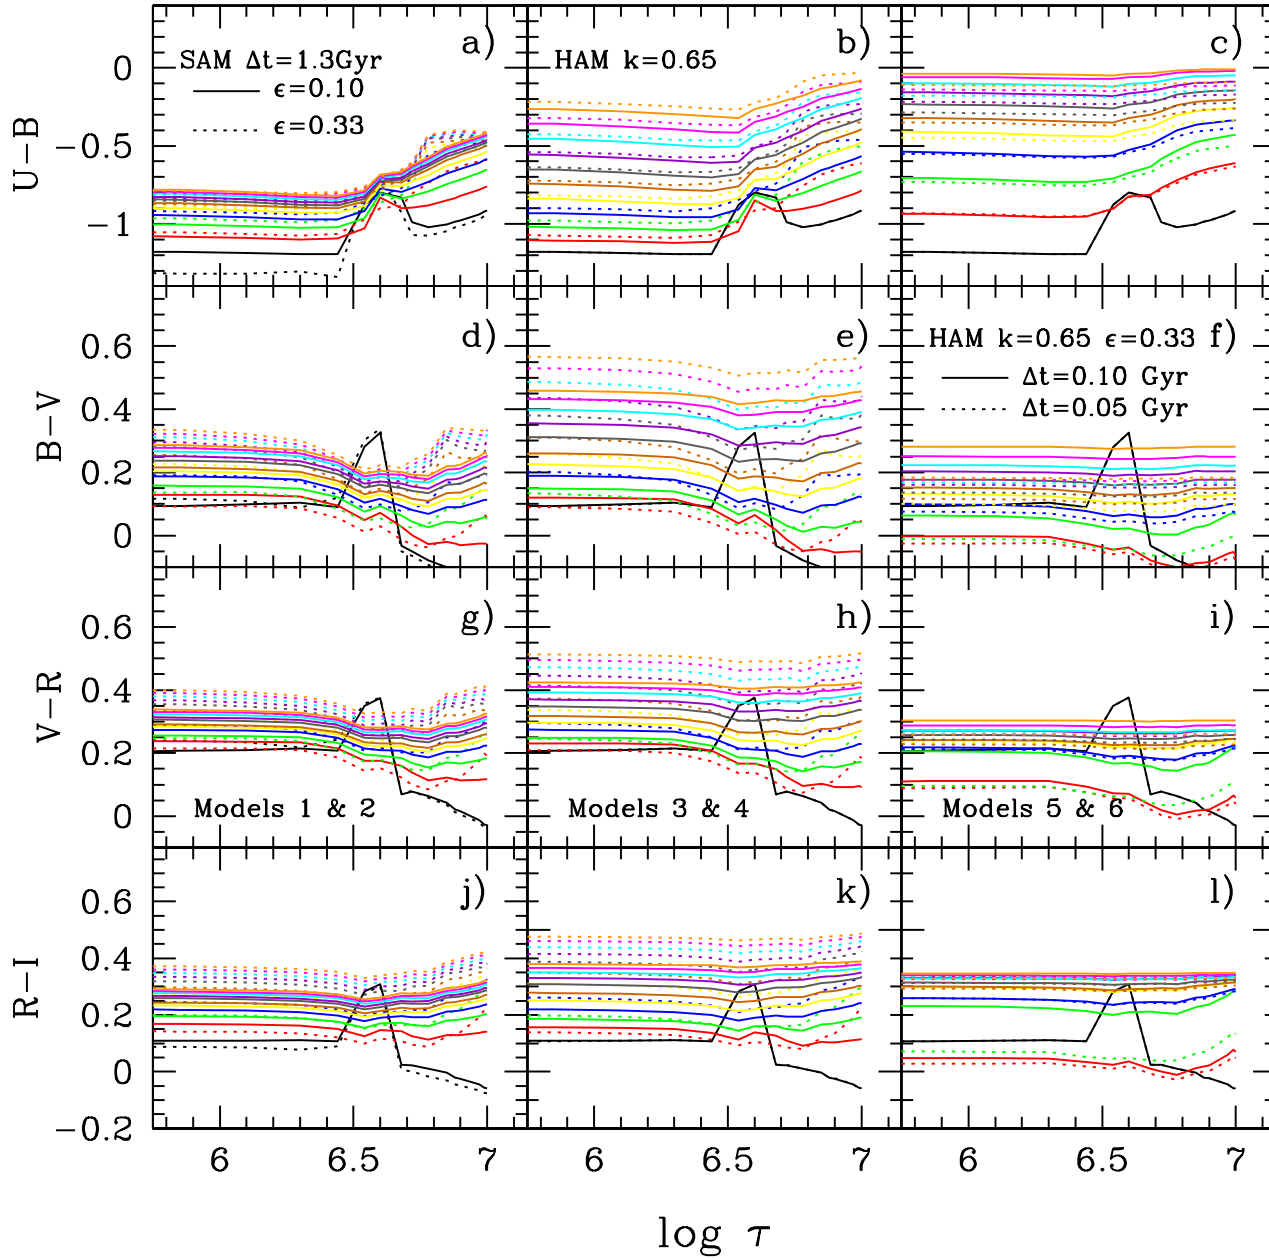 a) b) c)
SAM Δt=1.3Gyr
ϵ=0.10
ϵ=0.33
HAM k=0.65
U−B
0
−0.5
−1
d) e) f)
HAM k=0.65 ϵ=0.33
Δt=0.10 Gyr
Δt=0.05 Gyr
B−V
0.6
0.4
0.2
0
g) h) i)
V−R
0.6
0.4
0.2
0
Models 1 & 2 Models 3 & 4 Models 5 & 6
j) k) l)
R−I
0.6
0.4
0.2
0
−0.2
6 6.5 7 6 6.5 7 6 6.5 7
log τ